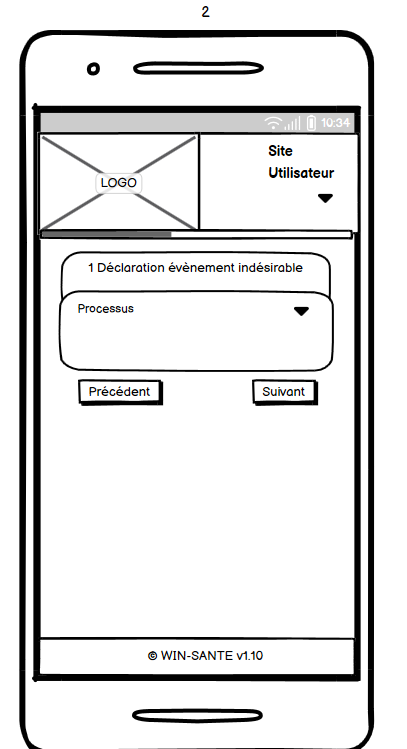 2
10:34
LOGO
Site
Utilisateur
1 Déclaration évènement indésirable
Processus
Précédent
Suivant
© WIN-SANTE v1.10